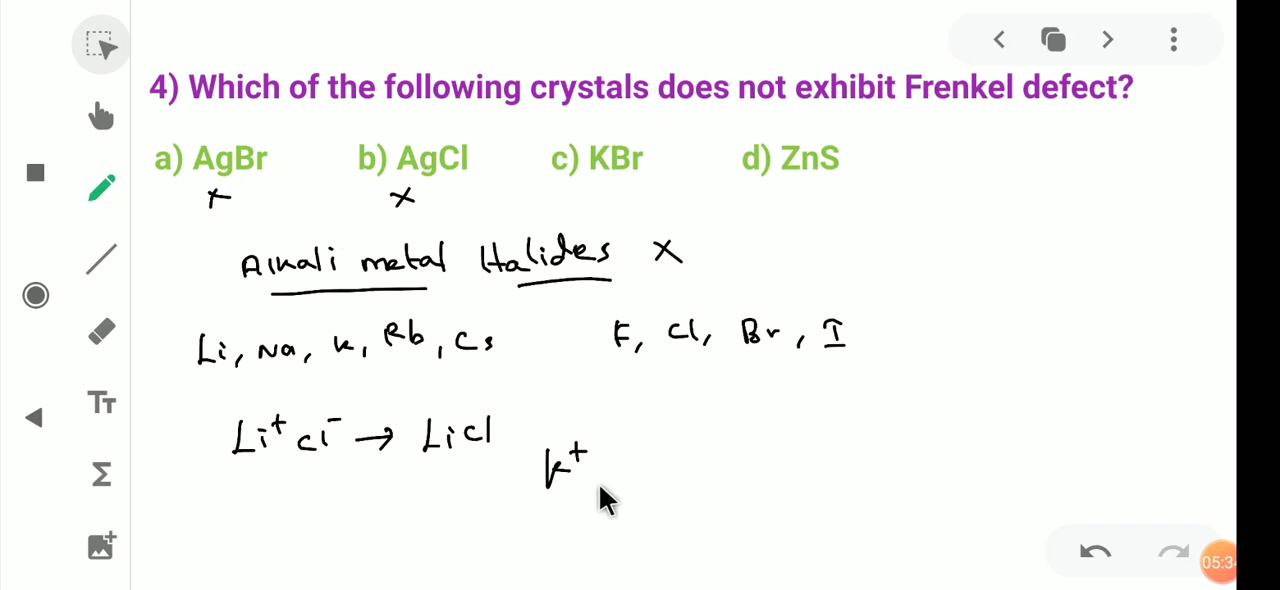 4) Which of the following crystals does not exhibit Frenkel defect?
a) AgBr b) AgCl c) KBr d) ZnS
x x
Alkali metal Halides x
Li, Na, K, Rb, Cs F, Cl, Br, I
Li⁺ Cl⁻ → LiCl
K⁺
TT
Σ